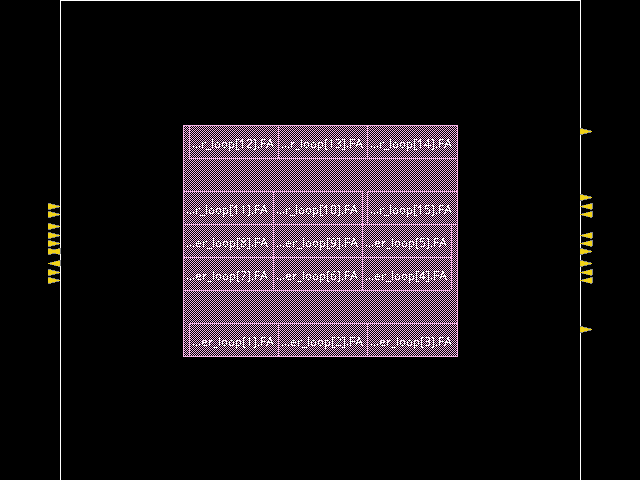 ...r_loop[12].FA ...r_loop[13].FA ...r_loop[14].FA
...r_loop[11].FA ...r_loop[10].FA ...r_loop[15].FA
...er_loop[8].FA ...er_loop[9].FA ...er_loop[5].FA
...er_loop[7].FA ...er_loop[6].FA ...er_loop[4].FA
...er_loop[1].FA ...er_loop[2].FA ...er_loop[3].FA